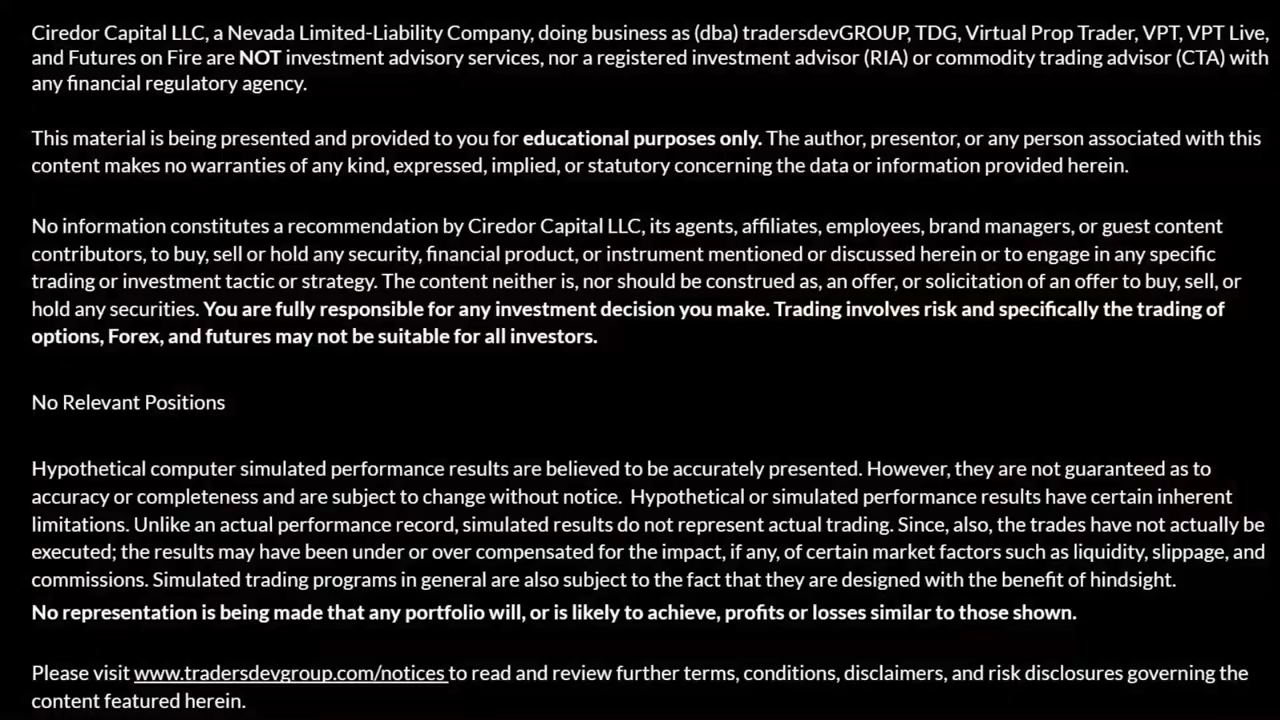 Ciredor Capital LLC, a Nevada Limited-Liability Company, doing business as (dba) tradersdevGROUP, TDG, Virtual Prop Trader, VPT, VPT Live,
and Futures on Fire are NOT investment advisory services, nor a registered investment advisor (RIA) or commodity trading advisor (CTA) with
any financial regulatory agency.
This material is being presented and provided to you for educational purposes only. The author, presentor, or any person associated with this
content makes no warranties of any kind, expressed, implied, or statutory concerning the data or information provided herein.
No information constitutes a recommendation by Ciredor Capital LLC, its agents, affiliates, employees, brand managers, or guest content
contributors, to buy, sell or hold any security, financial product, or instrument mentioned or discussed herein or to engage in any specific
trading or investment tactic or strategy. The content neither is, nor should be construed as, an offer, or solicitation of an offer to buy, sell, or
hold any securities. You are fully responsible for any investment decision you make. Trading involves risk and specifically the trading of
options, Forex, and futures may not be suitable for all investors.
No Relevant Positions
Hypothetical computer simulated performance results are believed to be accurately presented. However, they are not guaranteed as to
accuracy or completeness and are subject to change without notice.  Hypothetical or simulated performance results have certain inherent
limitations. Unlike an actual performance record, simulated results do not represent actual trading. Since, also, the trades have not actually be
executed; the results may have been under or over compensated for the impact, if any, of certain market factors such as liquidity, slippage, and
commissions. Simulated trading programs in general are also subject to the fact that they are designed with the benefit of hindsight.
No representation is being made that any portfolio will, or is likely to achieve, profits or losses similar to those shown.
Please visit www.tradersdevgroup.com/notices to read and review further terms, conditions, disclaimers, and risk disclosures governing the
content featured herein.